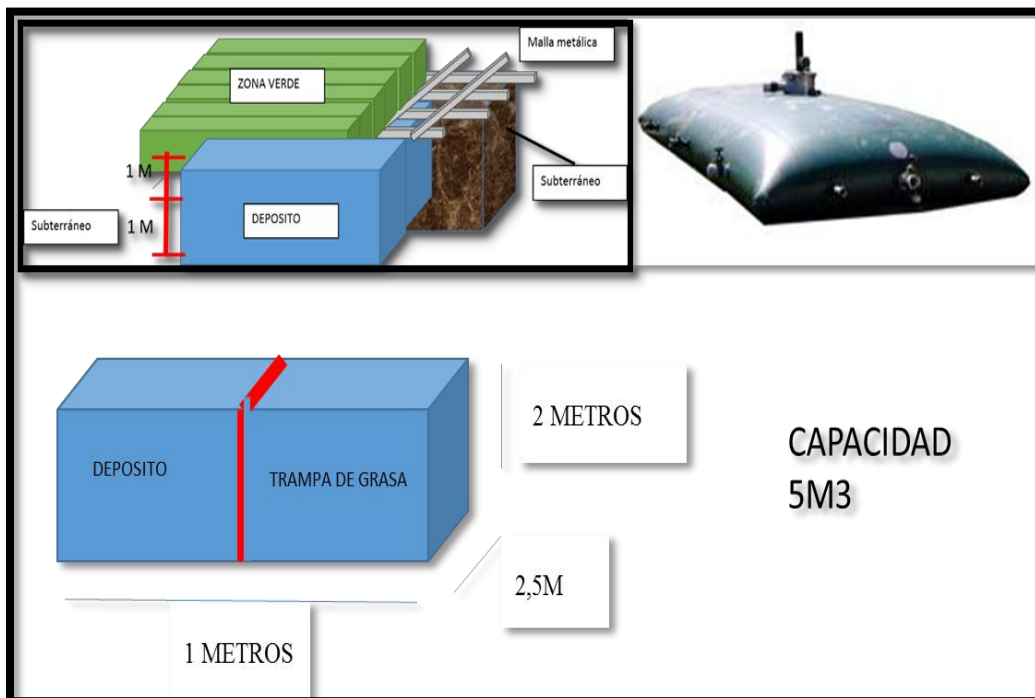 Malla metálica
ZONA VERDE
1 M
Subterráneo
Subterráneo
1 M
DEPOSITO
DEPOSITO
TRAMPA DE GRASA
2 METROS
CAPACIDAD
5M3
2,5M
1 METROS